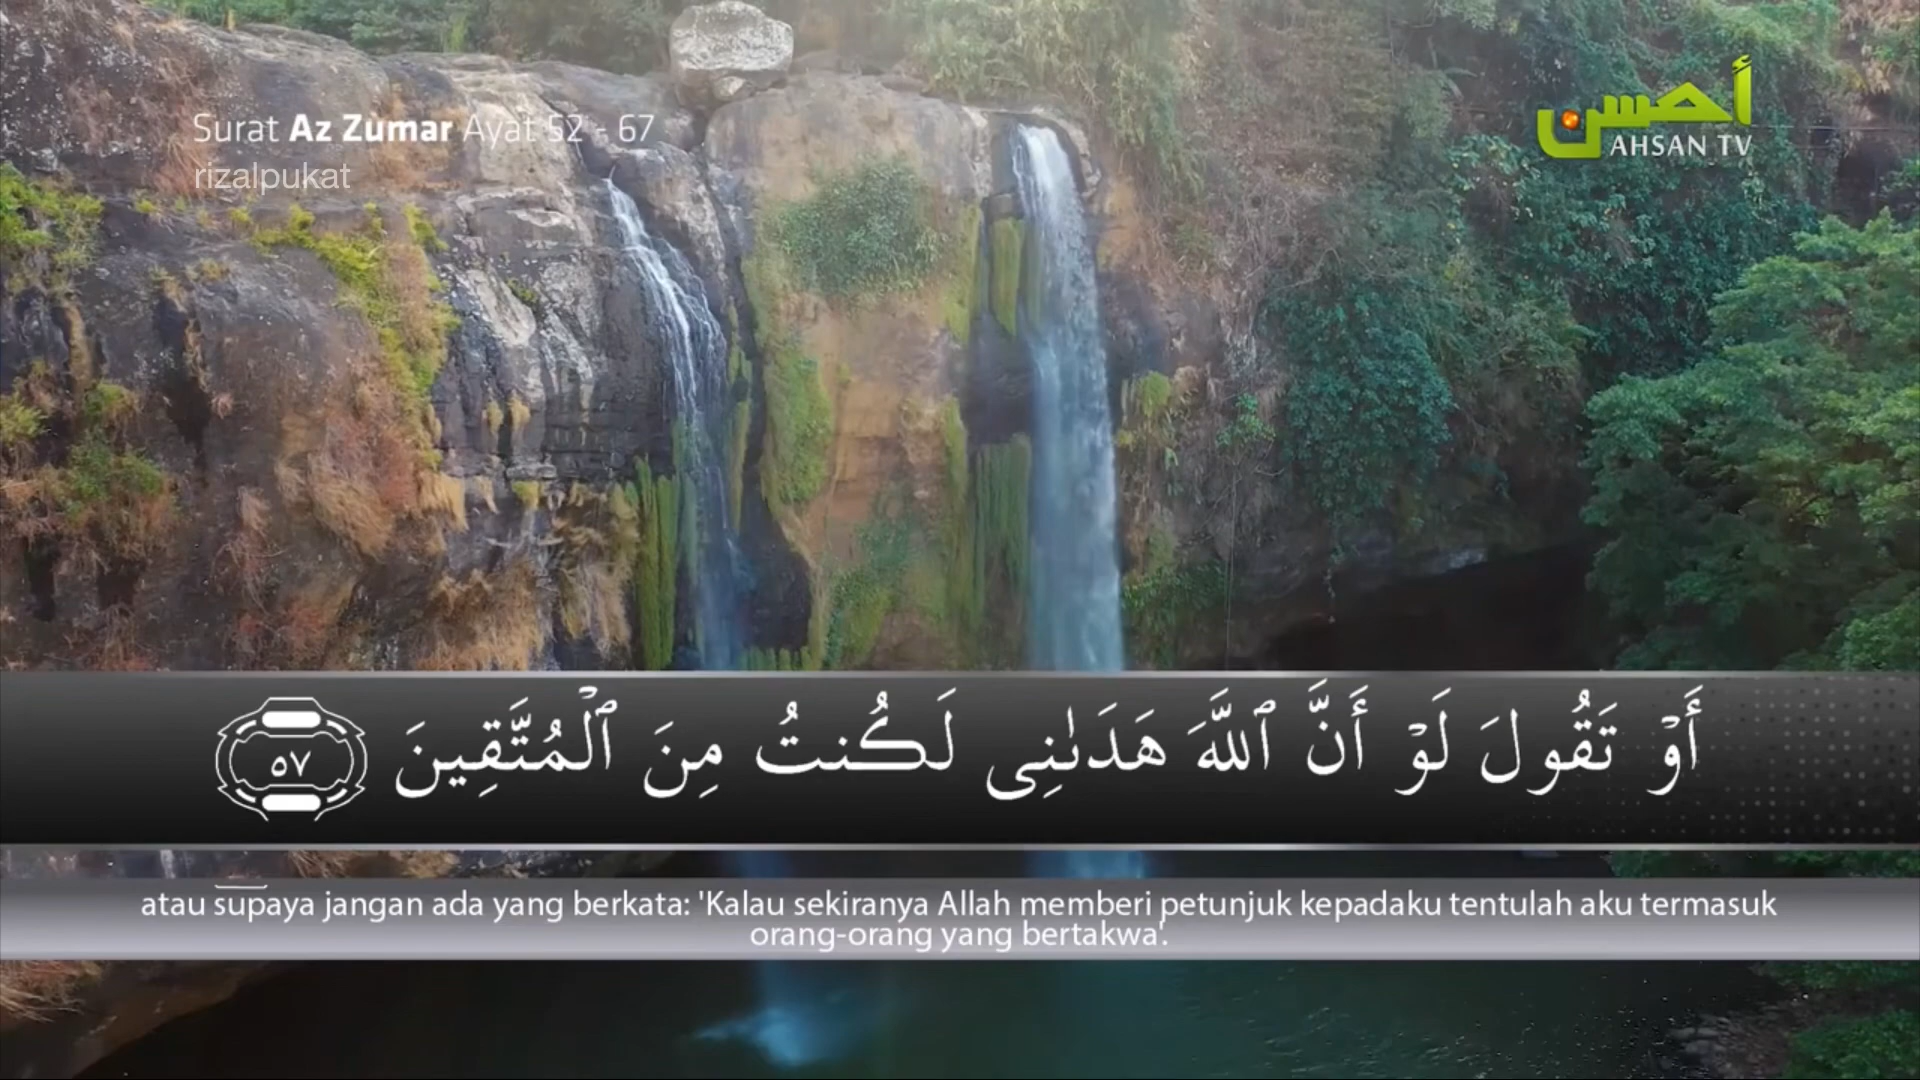 Surat Az Zumar Ayat 52 - 67
rizalpukat
أحسن
AHSAN TV
أَوْ تَقُولَ لَوْ أَنَّ ٱللَّهَ هَدَىٰنِى لَكُنتُ مِنَ ٱلْمُتَّقِينَ ٥٧
atau supaya jangan ada yang berkata: 'Kalau sekiranya Allah memberi petunjuk kepadaku tentulah aku termasuk
orang-orang yang bertakwa'.